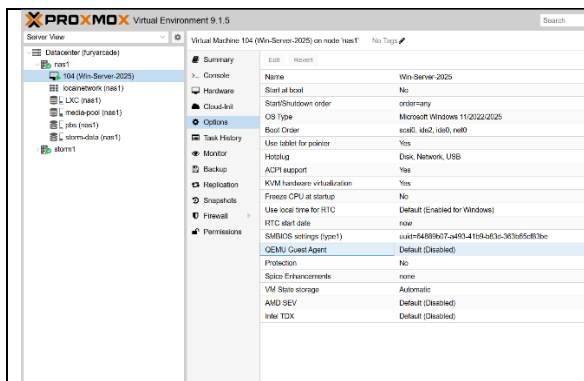 PROXMOX Virtual Environment 9.1.5
Search
Server View
Virtual Machine 104 (Win-Server-2025) on node 'nas1'
No Tags
Datacenter (furyarcade)
nas1
104 (Win-Server-2025)
localnetwork (nas1)
LXC (nas1)
media-pool (nas1)
pbs (nas1)
storm-data (nas1)
storm1
Summary
Console
Hardware
Cloud-Init
Options
Task History
Monitor
Backup
Replication
Snapshots
Firewall
Permissions
Edit Revert
Name Win-Server-2025
Start at boot No
Start/Shutdown order order=any
OS Type Microsoft Windows 11/2022/2025
Boot Order scsi0, ide2, ide0, net0
Use tablet for pointer Yes
Hotplug Disk, Network, USB
ACPI support Yes
KVM hardware virtualization Yes
Freeze CPU at startup No
Use local time for RTC Default (Enabled for Windows)
RTC start date now
SMBIOS settings (type1)
QEMU Guest Agent Default (Disabled)
Protection No
Spice Enhancements none
VM State storage Automatic
AMD SEV Default (Disabled)
Intel TDX Default (Disabled)